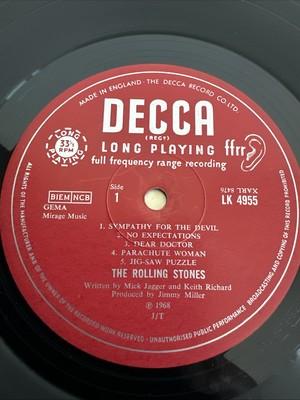 MADE IN ENGLAND · THE DECCA RECORD CO LTD.
DECCA
(REGD)
LONG PLAYING
33⅓ RPM
LONG PLAYING ffrr
full frequency range recording
BIEM NCB
GEMA
Mirage Music
Side
1
LK 4955
XARL 8476
1. SYMPATHY FOR THE DEVIL
2. NO EXPECTATIONS
3. DEAR DOCTOR
4. PARACHUTE WOMAN
5. JIG-SAW PUZZLE
THE ROLLING STONES
Written by Mick Jagger and Keith Richard
Produced by Jimmy Miller
℗ 1968
J/T
ALL RIGHTS OF THE MANUFACTURER AND OF THE OWNER OF THE RECORDED WORK RESERVED · UNAUTHORISED PUBLIC PERFORMANCE, BROADCASTING AND COPYING OF THIS RECORD PROHIBITED